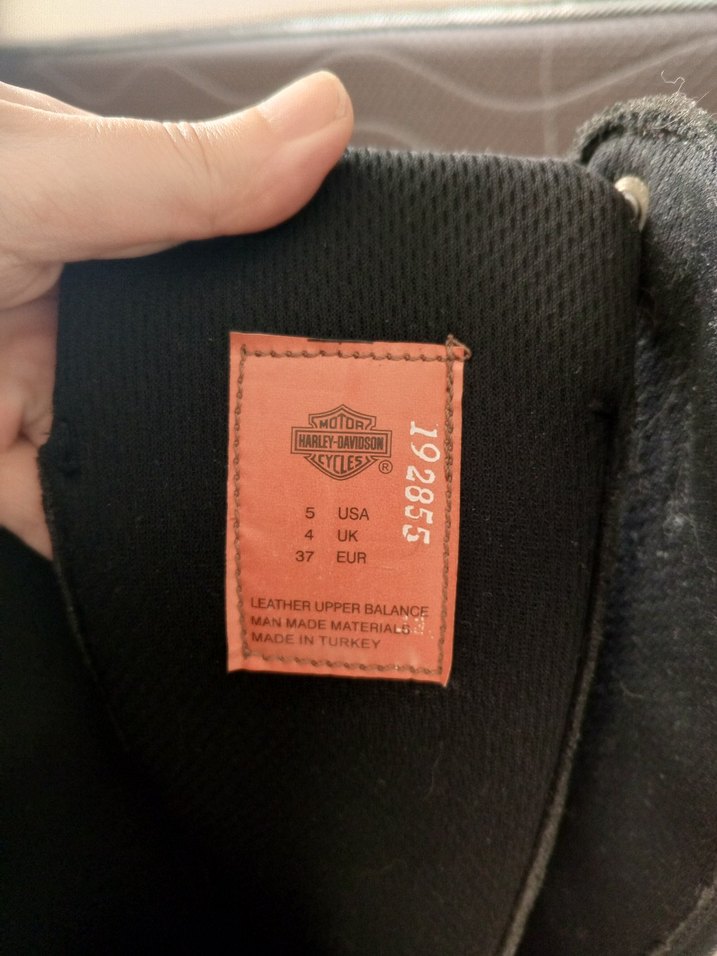 MOTOR
HARLEY-DAVIDSON
CYCLES
®
5 USA
4 UK
37 EUR
LEATHER UPPER BALANCE
MAN MADE MATERIALS
MADE IN TURKEY
192855